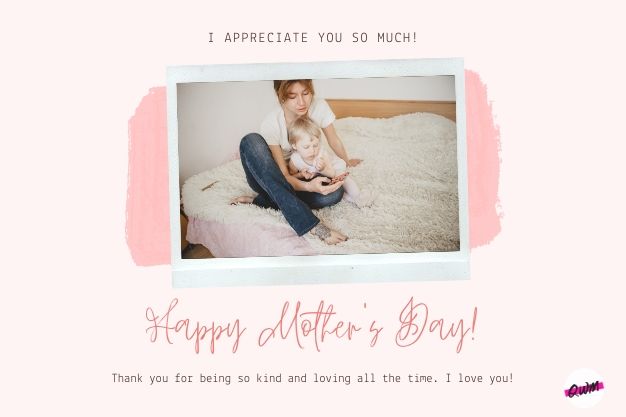 I APPRECIATE YOU SO MUCH!
Happy Mother's Day!
Thank you for being so kind and loving all the time. I love you!
QWM